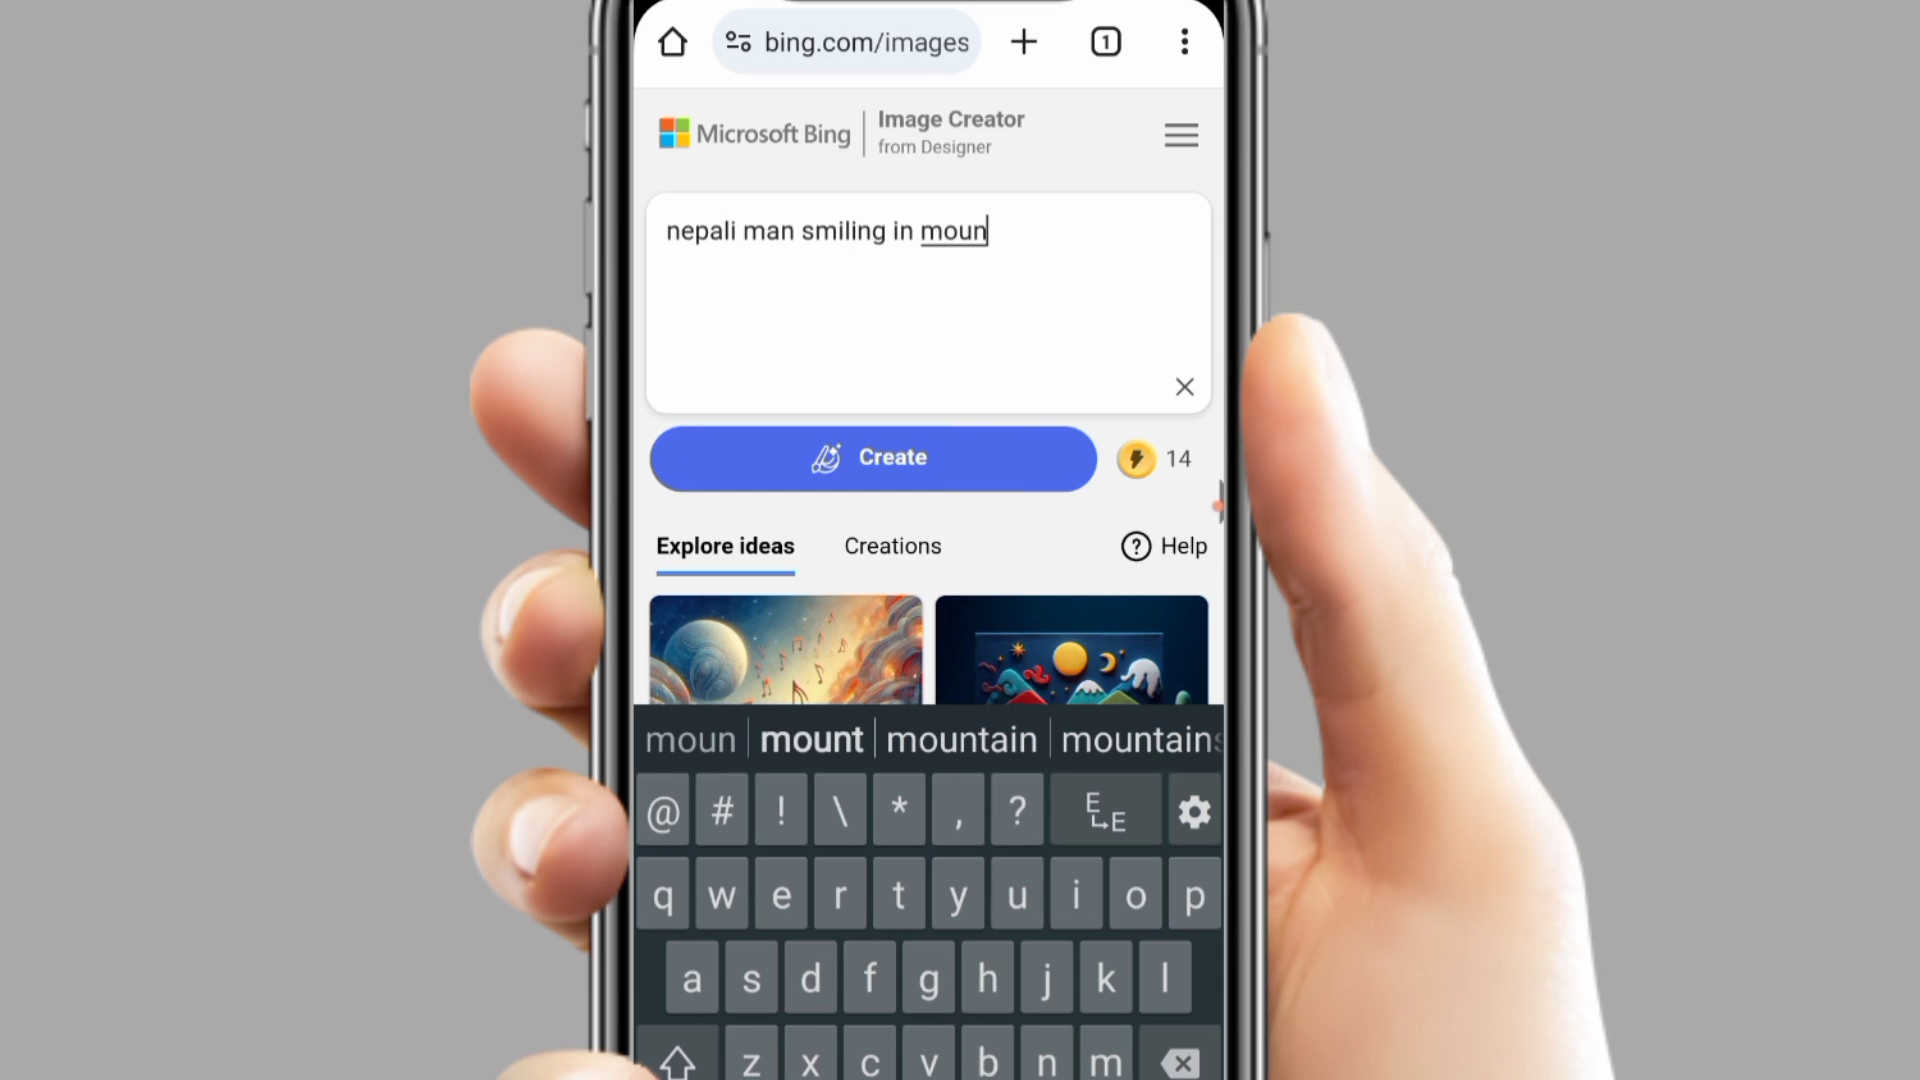 bing.com/images
1
Microsoft Bing
Image Creator
from Designer
nepali man smiling in moun
Create
14
Explore ideas
Creations
? Help
moun
mount
mountain
mountains
@ # ! \ * , ? E E
q w e r t y u i o p
a s d f g h j k l
z x c v b n m